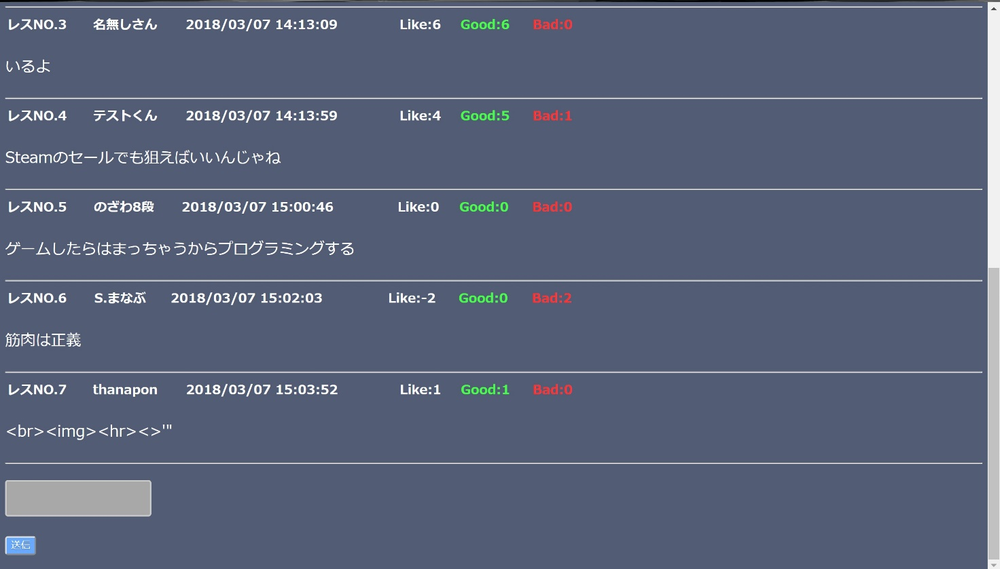 レスNO.3 名無しさん 2018/03/07 14:13:09 Like:6 Good:6 Bad:0
いるよ
レスNO.4 テストくん 2018/03/07 14:13:59 Like:4 Good:5 Bad:1
Steamのセールでも狙えばいいんじゃね
レスNO.5 のざわ8段 2018/03/07 15:00:46 Like:0 Good:0 Bad:0
ゲームしたらはまっちゃうからプログラミングする
レスNO.6 S.まなぶ 2018/03/07 15:02:03 Like:-2 Good:0 Bad:2
筋肉は正義
レスNO.7 thanapon 2018/03/07 15:03:52 Like:1 Good:1 Bad:0
<br><img><hr><>'"
送信